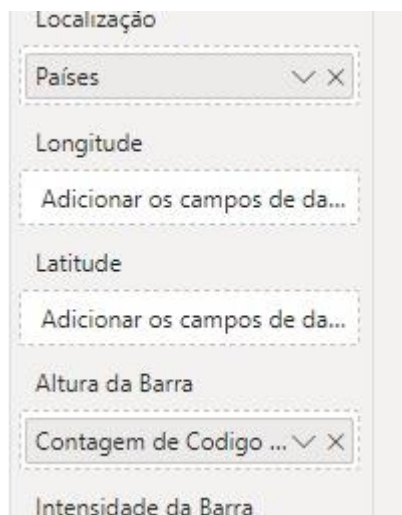 Localização
Países
Longitude
Adicionar os campos de da...
Latitude
Adicionar os campos de da...
Altura da Barra
Contagem de Codigo ...
Intensidade da Barra